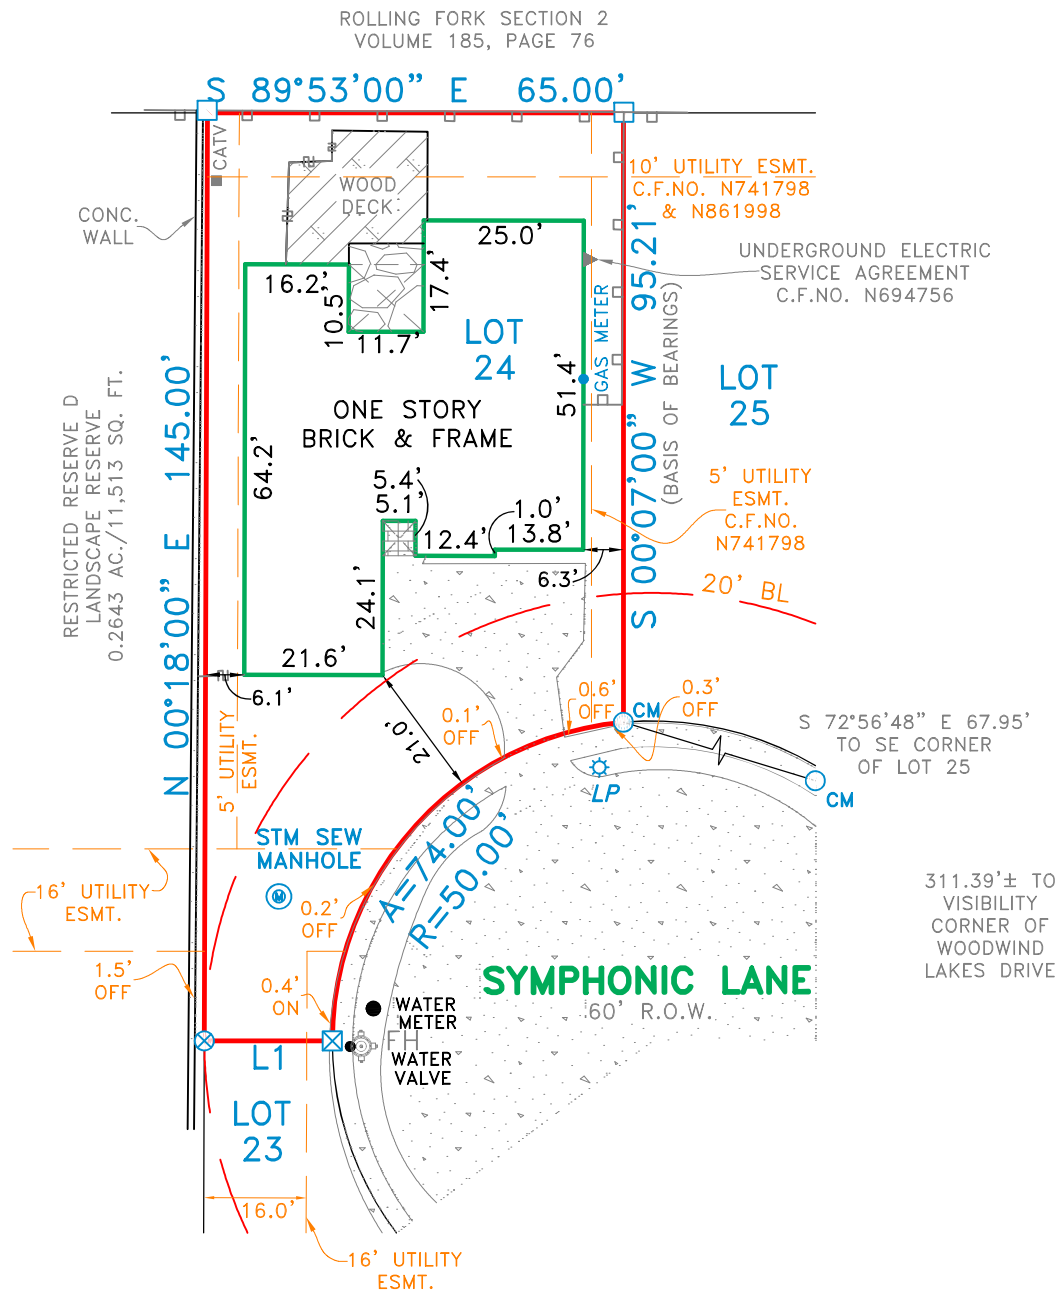 ROLLING FORK SECTION 2
VOLUME 185, PAGE 76
S 89°53'00" E 65.00'
CATV
WOOD
DECK
10' UTILITY ESMT.
C.F.NO. N741798
& N861998
CONC.
WALL
25.0'
UNDERGROUND ELECTRIC
SERVICE AGREEMENT
C.F.NO. N694756
16.2'
10.5'
17.4'
11.7'
LOT
24
GAS METER
S 00°07'00" W 95.21'
(BASIS OF BEARINGS)
LOT
25
51.4'
ONE STORY
BRICK & FRAME
RESTRICTED RESERVE D
LANDSCAPE RESERVE
0.2643 AC./11,513 SQ. FT.
N 00°18'00" E 145.00'
64.2'
5.4'
5.1'
12.4'
1.0'
13.8'
5' UTILITY
ESMT.
C.F.NO.
N741798
6.3'
20' BL
24.1'
21.6'
6.1'
21.0'
0.1'
OFF
0.6'
OFF
0.3'
OFF
CM
S 72°56'48" E 67.95'
TO SE CORNER
OF LOT 25
LP
CM
5' UTILITY
ESMT.
STM SEW
MANHOLE
M
A=74.00'
R=50.00'
16' UTILITY
ESMT.
0.2'
OFF
311.39'± TO
VISIBILITY
CORNER OF
WOODWIND
LAKES DRIVE
1.5'
OFF
0.4'
ON
SYMPHONIC LANE
60' R.O.W.
WATER
METER
FH
WATER
VALVE
L1
LOT
23
16.0'
16' UTILITY
ESMT.